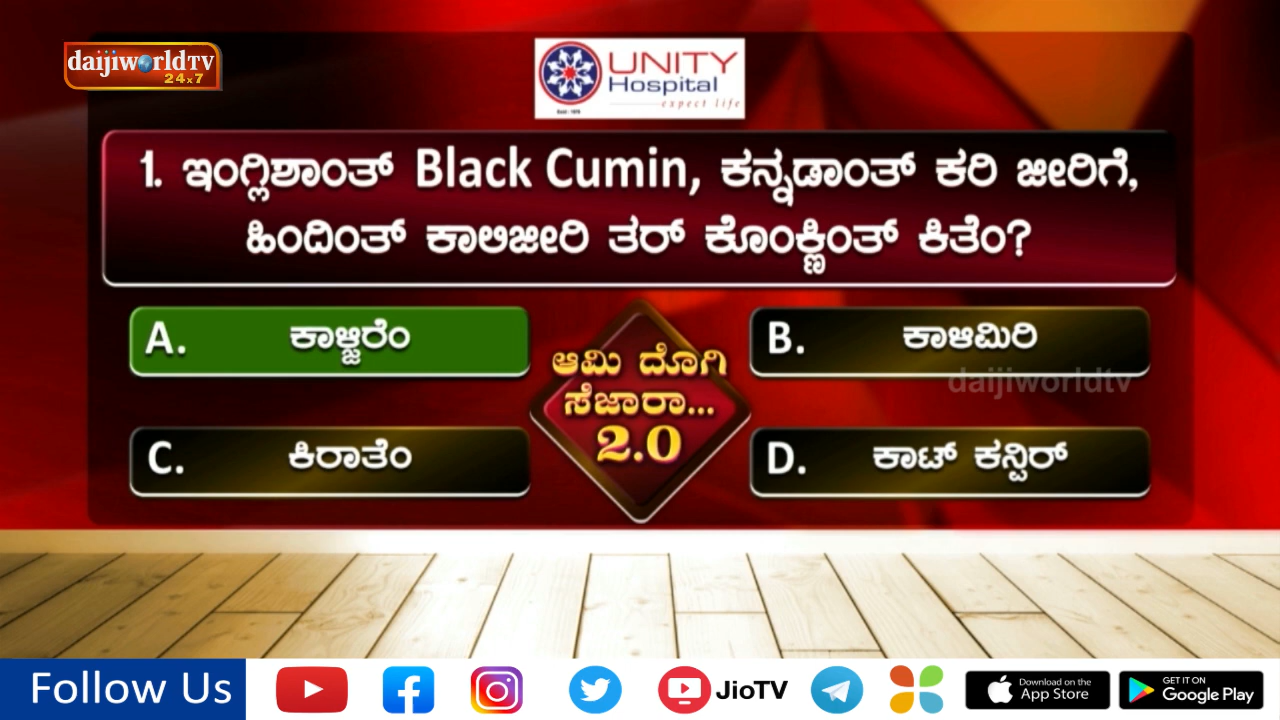 daijiworldTV
24x7
UNITY
Hospital
expect life
1. ಇಂಗ್ಲಿಶಾಂತ್ Black Cumin, ಕನ್ನಡಾಂತ್ ಕರಿ ಜೀರಿಗೆ,
ಹಿಂದಿಂತ್ ಕಾಲಿಜೀರಿ ತರ್ ಕೊಂಕ್ಣಿಂತ್ ಕಿತೆಂ?
A. ಕಾಳ್ಜಿರೆಂ
B. ಕಾಳಿಮಿರಿ
daijiworldtv
ಆಮಿ ದೊಗಿ
ಸೆಜಾರಾ...
2.0
C. ಕಿರಾತೆಂ
D. ಕಾಟ್ ಕನ್ಪಿರ್
Follow Us
JioTV
Download on the
App Store
GET IT ON
Google Play